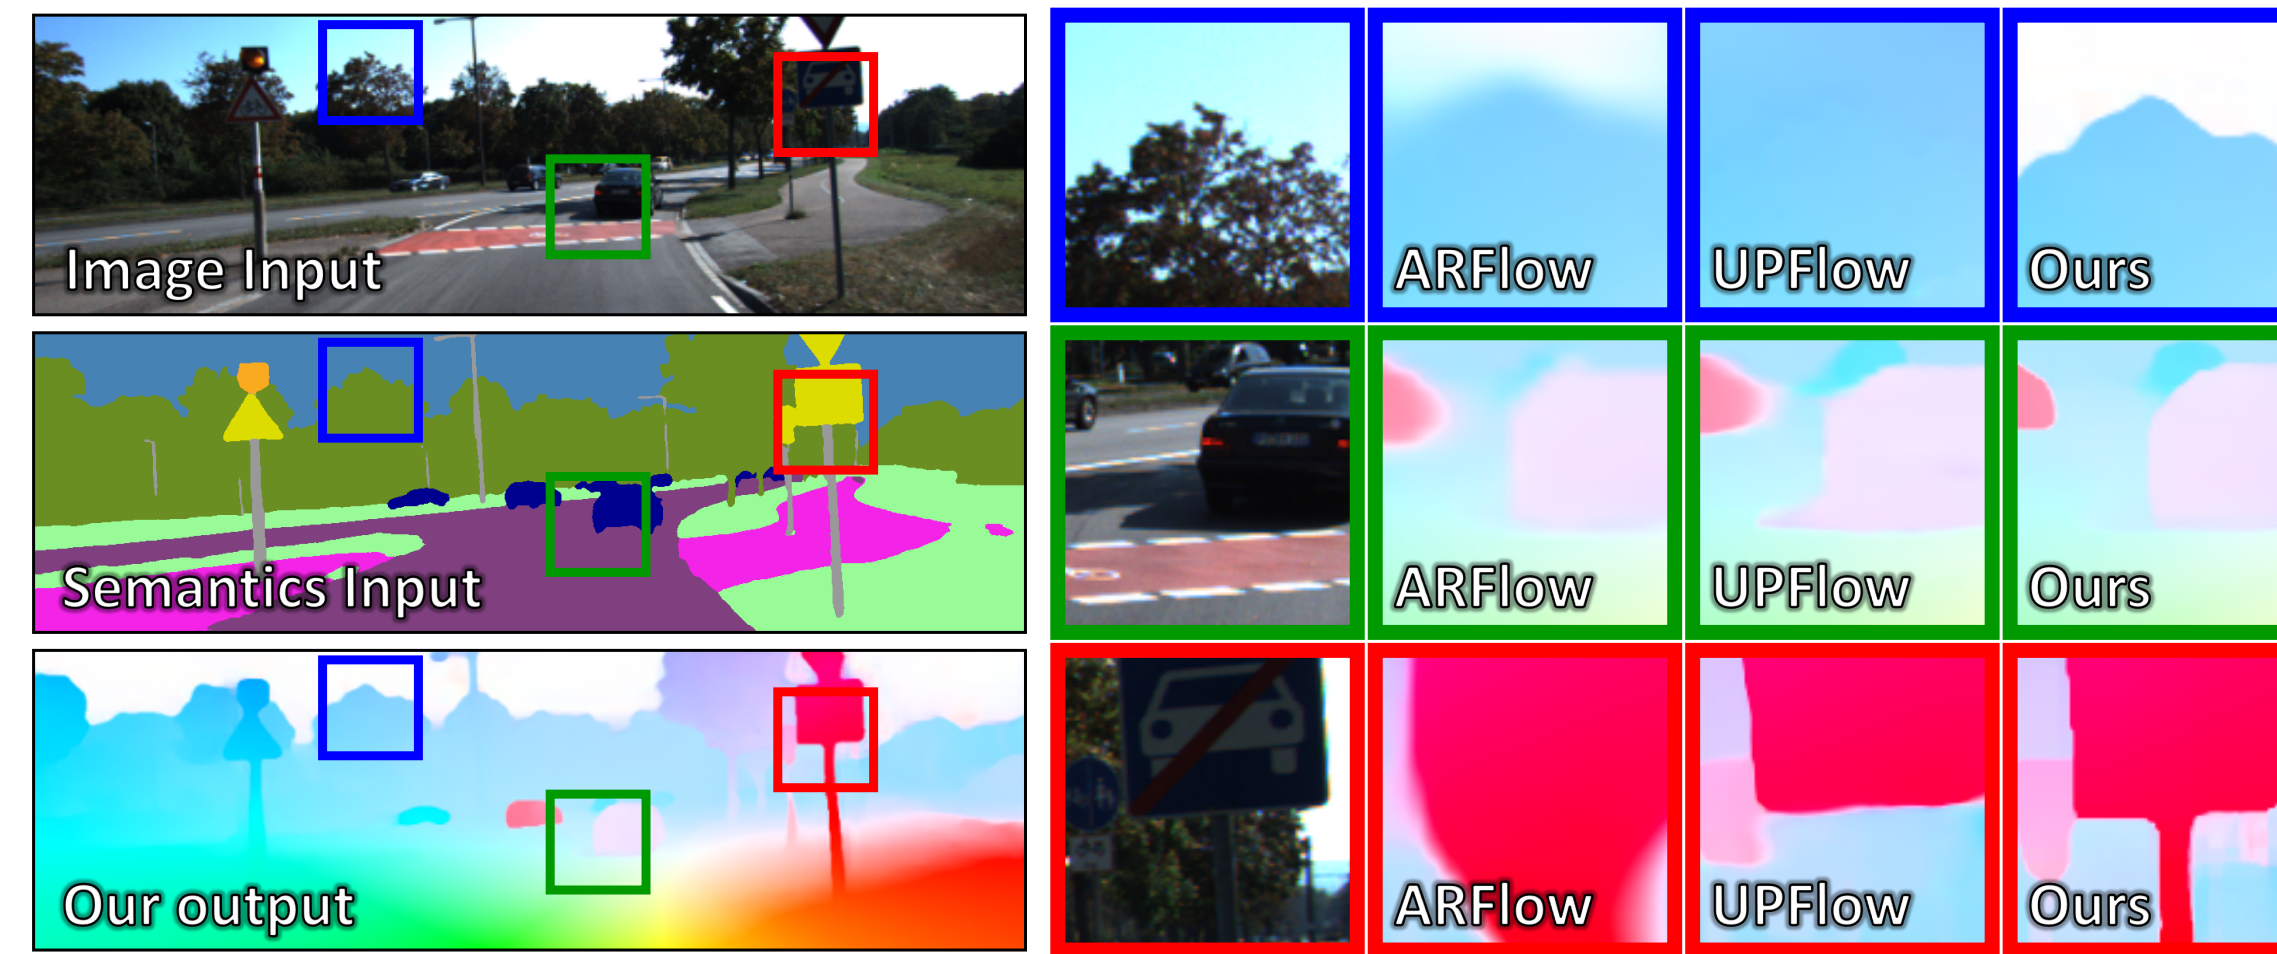 Image Input
ARFlow
UPFlow
Ours
Semantics Input
ARFlow
UPFlow
Ours
Our output
ARFlow
UPFlow
Ours